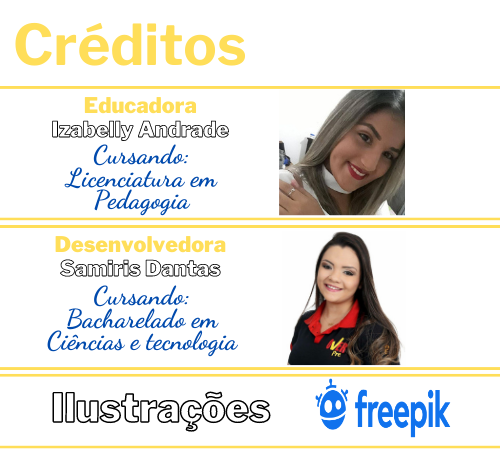 Créditos
Educadora
Izabelly Andrade
Cursando:
Licenciatura em
Pedagogia
Desenvolvedora
Samiris Dantas
Cursando:
Bacharelado em
Ciências e tecnologia
Ilustrações
freepik